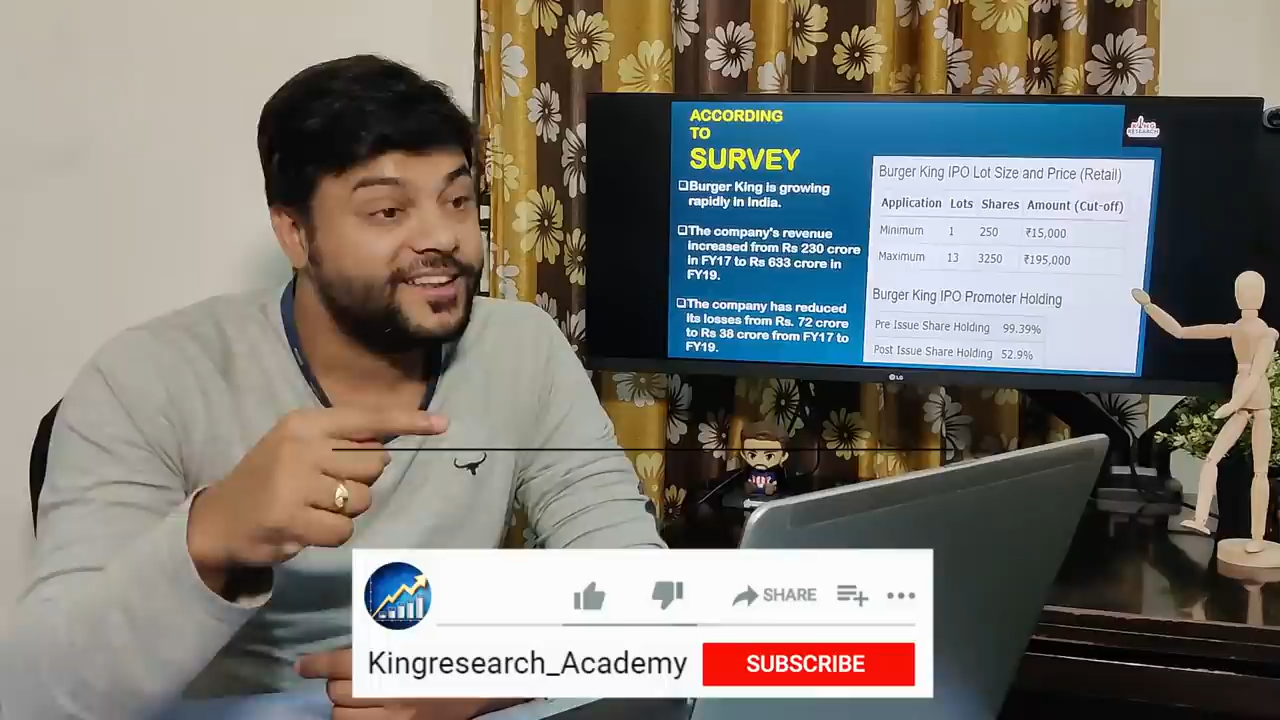 ACCORDING
TO
SURVEY
Burger King is growing
rapidly in India.
The company's revenue
increased from Rs 230 crore
in FY17 to Rs 633 crore in
FY19.
The company has reduced
its losses from Rs. 72 crore
to Rs 38 crore from FY17 to
FY19.
KING
RESEARCH
Burger King IPO Lot Size and Price (Retail)
Application Lots Shares Amount (Cut-off)
Minimum 1 250 ₹15,000
Maximum 13 3250 ₹195,000
Burger King IPO Promoter Holding
Pre Issue Share Holding 99.39%
Post Issue Share Holding 52.9%
LG
SHARE
Kingresearch_Academy
SUBSCRIBE